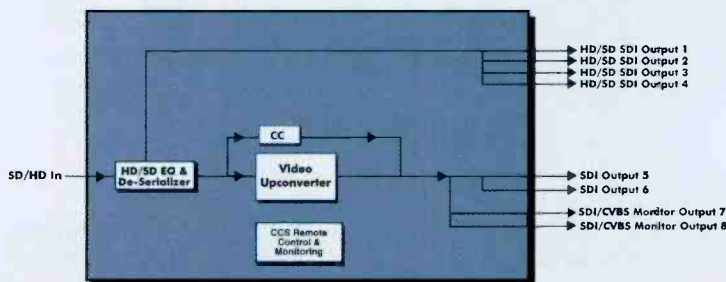 HD/SD SDI Output 1
HD/SD SDI Output 2
HD/SD SDI Output 3
HD/SD SDI Output 4
CC
SD/HD In
HD/SD EQ &
De-Serializer
Video
Upconverter
SDI Output 5
SDI Output 6
SDI/CVBS Monitor Output 7
SDI/CVBS Monitor Output 8
CCS Remote
Control &
Monitoring